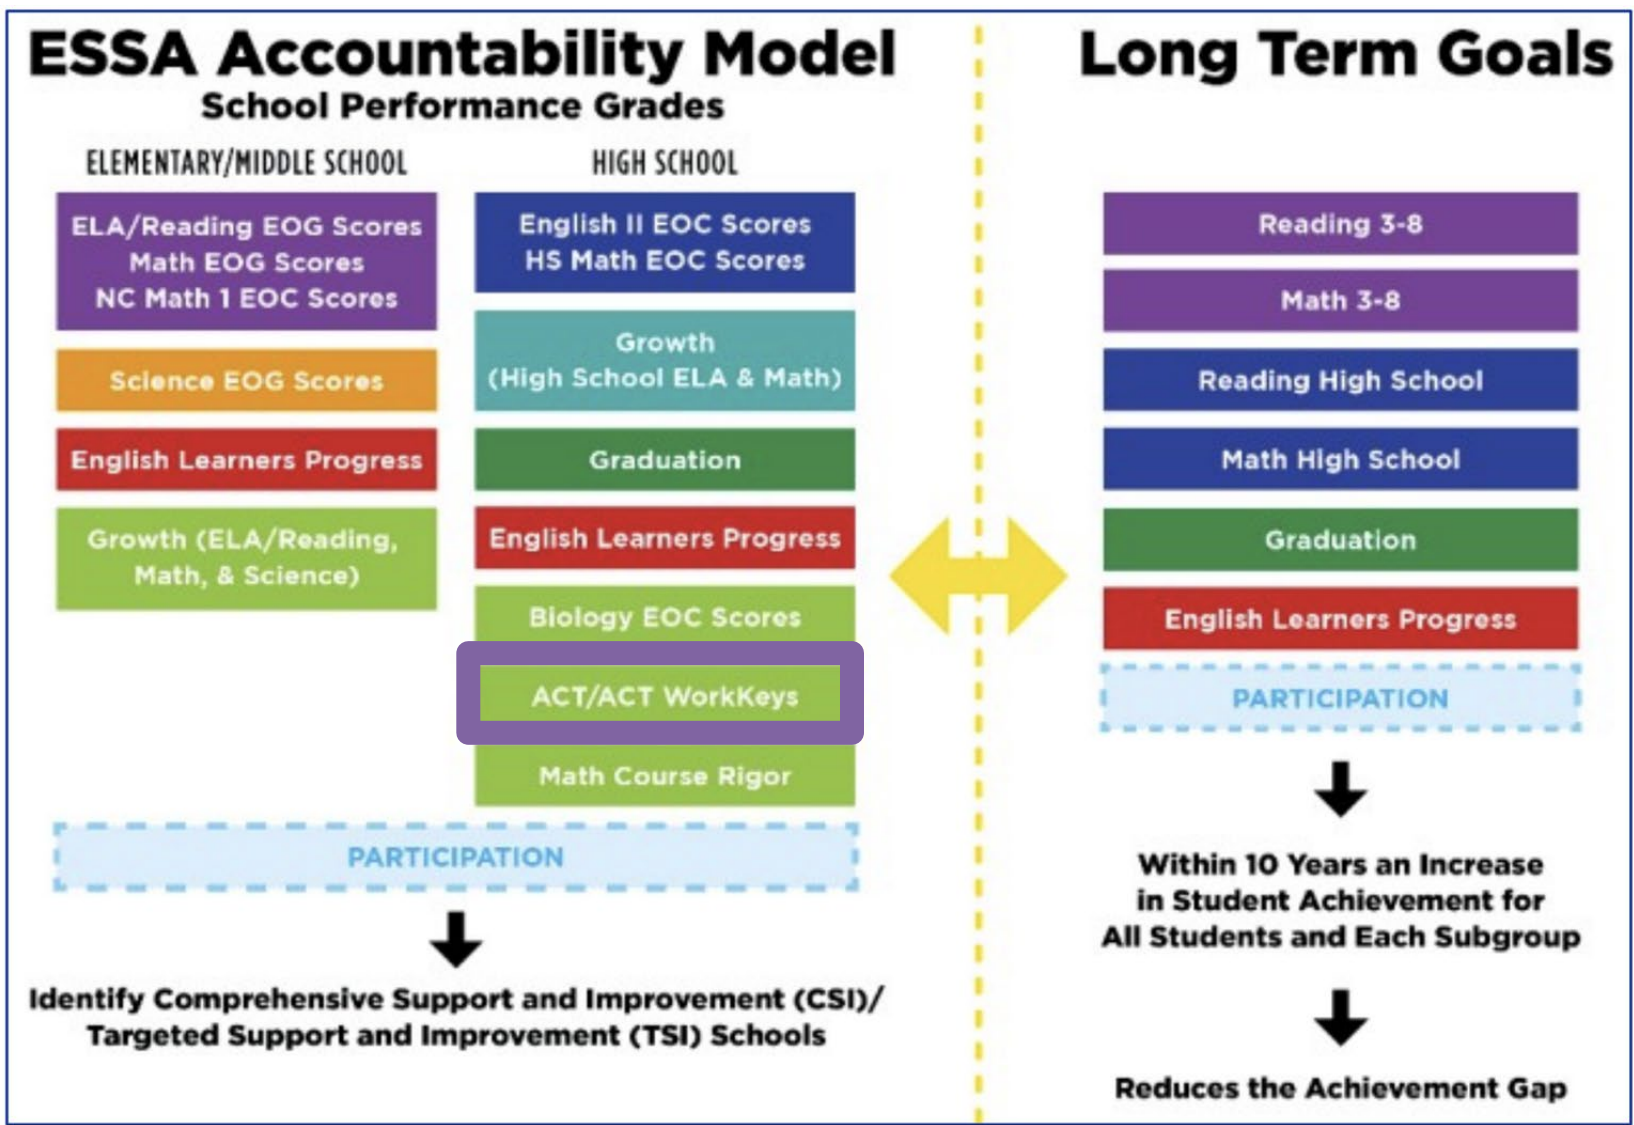 ESSA Accountability Model
School Performance Grades
ELEMENTARY/MIDDLE SCHOOL
ELA/Reading EOG Scores
Math EOG Scores
NC Math 1 EOC Scores
Science EOG Scores
English Learners Progress
Growth (ELA/Reading,
Math, & Science)
HIGH SCHOOL
English II EOC Scores
HS Math EOC Scores
Growth
(High School ELA & Math)
Graduation
English Learners Progress
Biology EOC Scores
ACT/ACT WorkKeys
Math Course Rigor
PARTICIPATION
Identify Comprehensive Support and Improvement (CSI)/
Targeted Support and Improvement (TSI) Schools
Long Term Goals
Reading 3-8
Math 3-8
Reading High School
Math High School
Graduation
English Learners Progress
PARTICIPATION
Within 10 Years an Increase
in Student Achievement for
All Students and Each Subgroup
Reduces the Achievement Gap